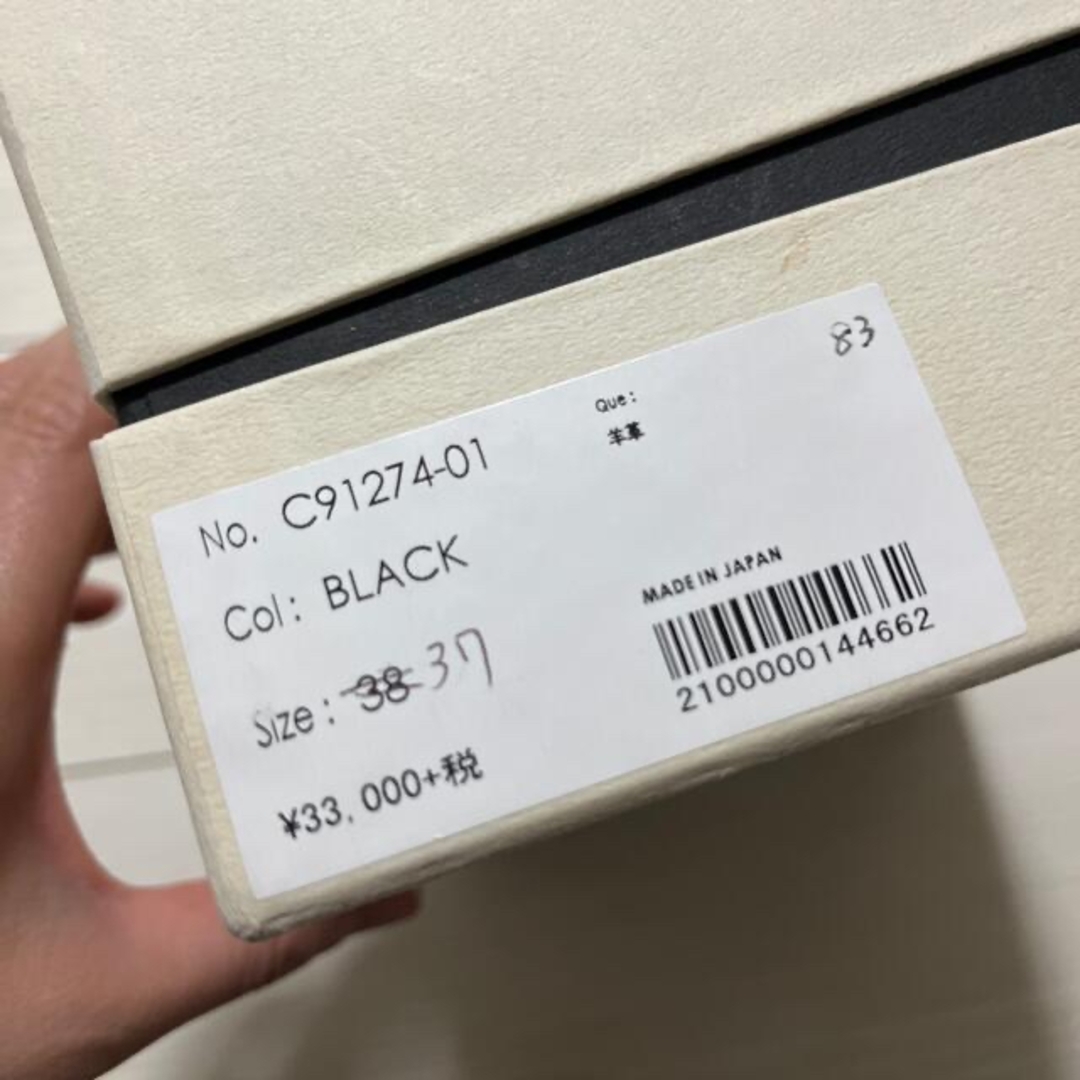 83
Que:
羊革
No. C91274-01
Col: BLACK
Size: 38 37
¥33,000+税
MADE IN JAPAN
2100000144662